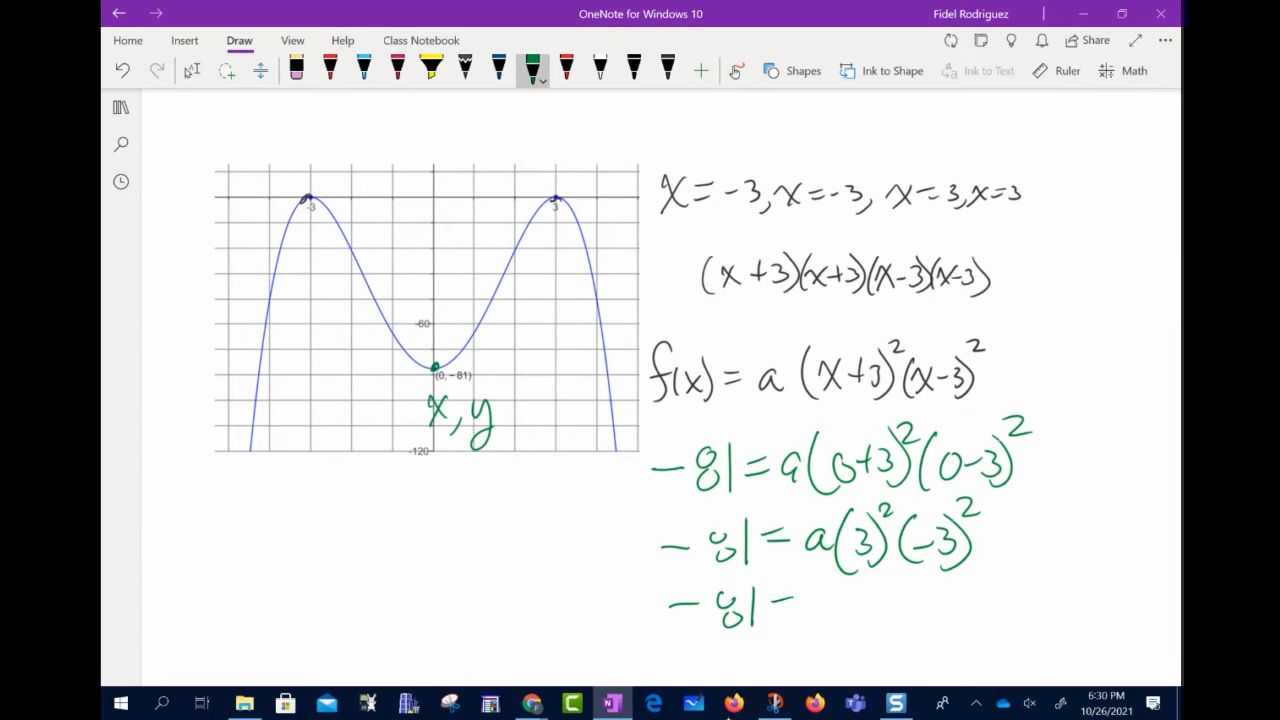 OneNote for Windows 10
Fidel Rodriguez
Home Insert Draw View Help Class Notebook
Share
Shapes Ink to Shape Ink to Text Ruler Math
-3
3
-60
(0, −81)
-120
x, y
x = -3, x = -3, x = 3, x = 3
(x+3)(x+3)(x-3)(x-3)
f(x) = a (x+3)²(x-3)²
-81 = a(0+3)²(0-3)²
-81 = a(3)²(-3)²
-81 -
6:30 PM
10/26/2021